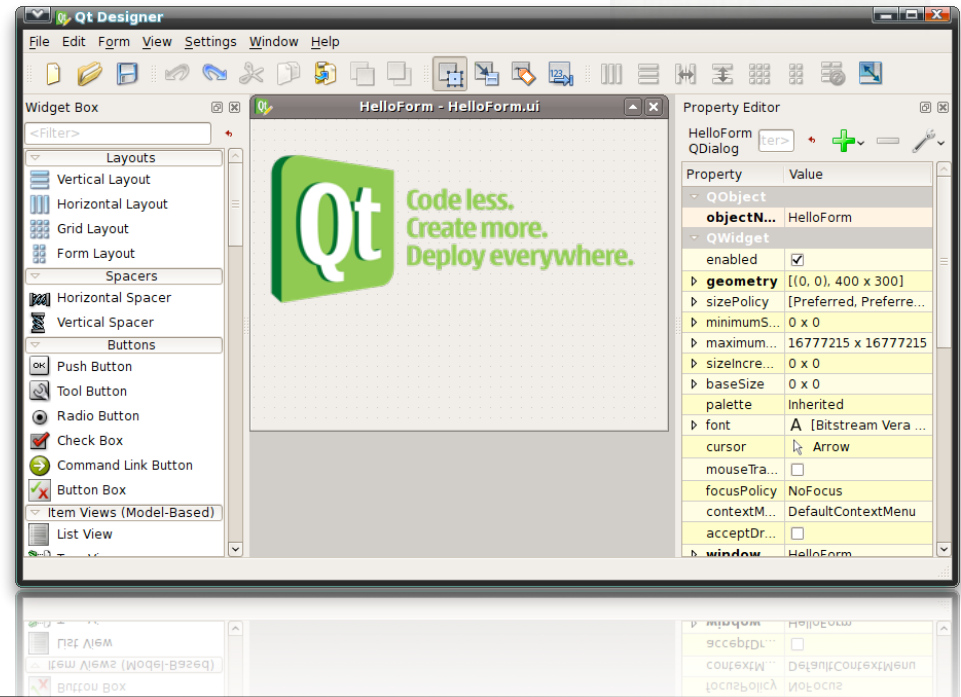 Qt Designer
File Edit Form View Settings Window Help
Widget Box
<Filter>
Layouts
Vertical Layout
Horizontal Layout
Grid Layout
Form Layout
Spacers
Horizontal Spacer
Vertical Spacer
Buttons
OK Push Button
Tool Button
Radio Button
Check Box
Command Link Button
Button Box
Item Views (Model-Based)
List View
HelloForm - HelloForm.ui
Qt
Code less.
Create more.
Deploy everywhere.
Property Editor
HelloForm
QDialog
ter>
Property Value
QObject
objectN... HelloForm
QWidget
enabled
geometry [(0, 0), 400 x 300]
sizePolicy [Preferred, Preferre...
minimumS... 0 x 0
maximum... 16777215 x 16777215
sizeIncre... 0 x 0
baseSize 0 x 0
palette Inherited
font A [Bitstream Vera ...
cursor Arrow
mouseTra...
focusPolicy NoFocus
contextM... DefaultContextMenu
acceptDr...
window HelloForm